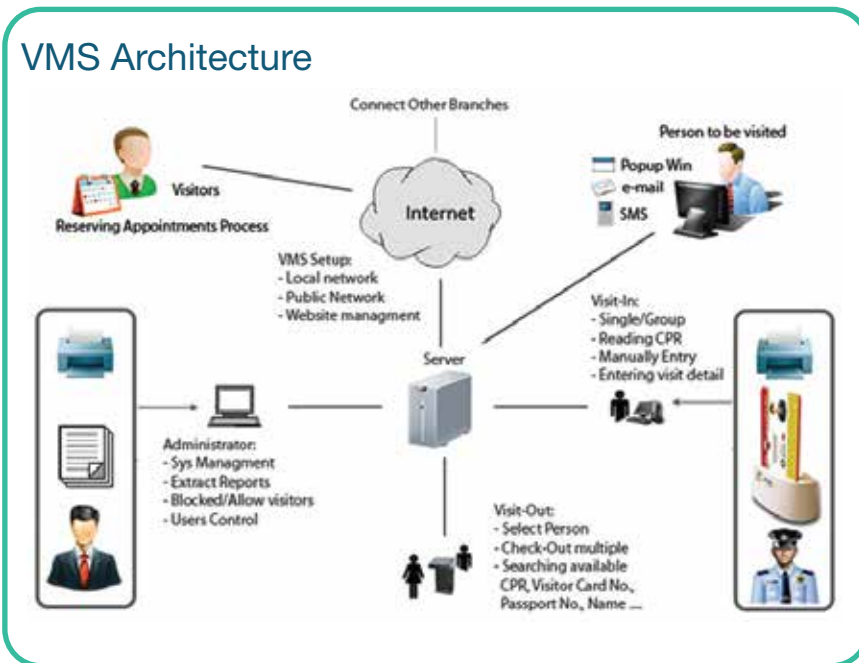 VMS Architecture
Connect Other Branches
Person to be visited
Popup Win
e-mail
SMS
Visitors
Reserving Appointments Process
Internet
VMS Setup:
- Local network
- Public Network
- Website managment
Visit-In:
- Single/Group
- Reading CPR
- Manually Entry
- Entering visit detail
Server
Administrator:
- Sys Managment
- Extract Reports
- Blocked/Allow visitors
- Users Control
Visit-Out:
- Select Person
- Check-Out multiple
- Searching available
CPR, Visitor Card No.,
Passport No., Name ....